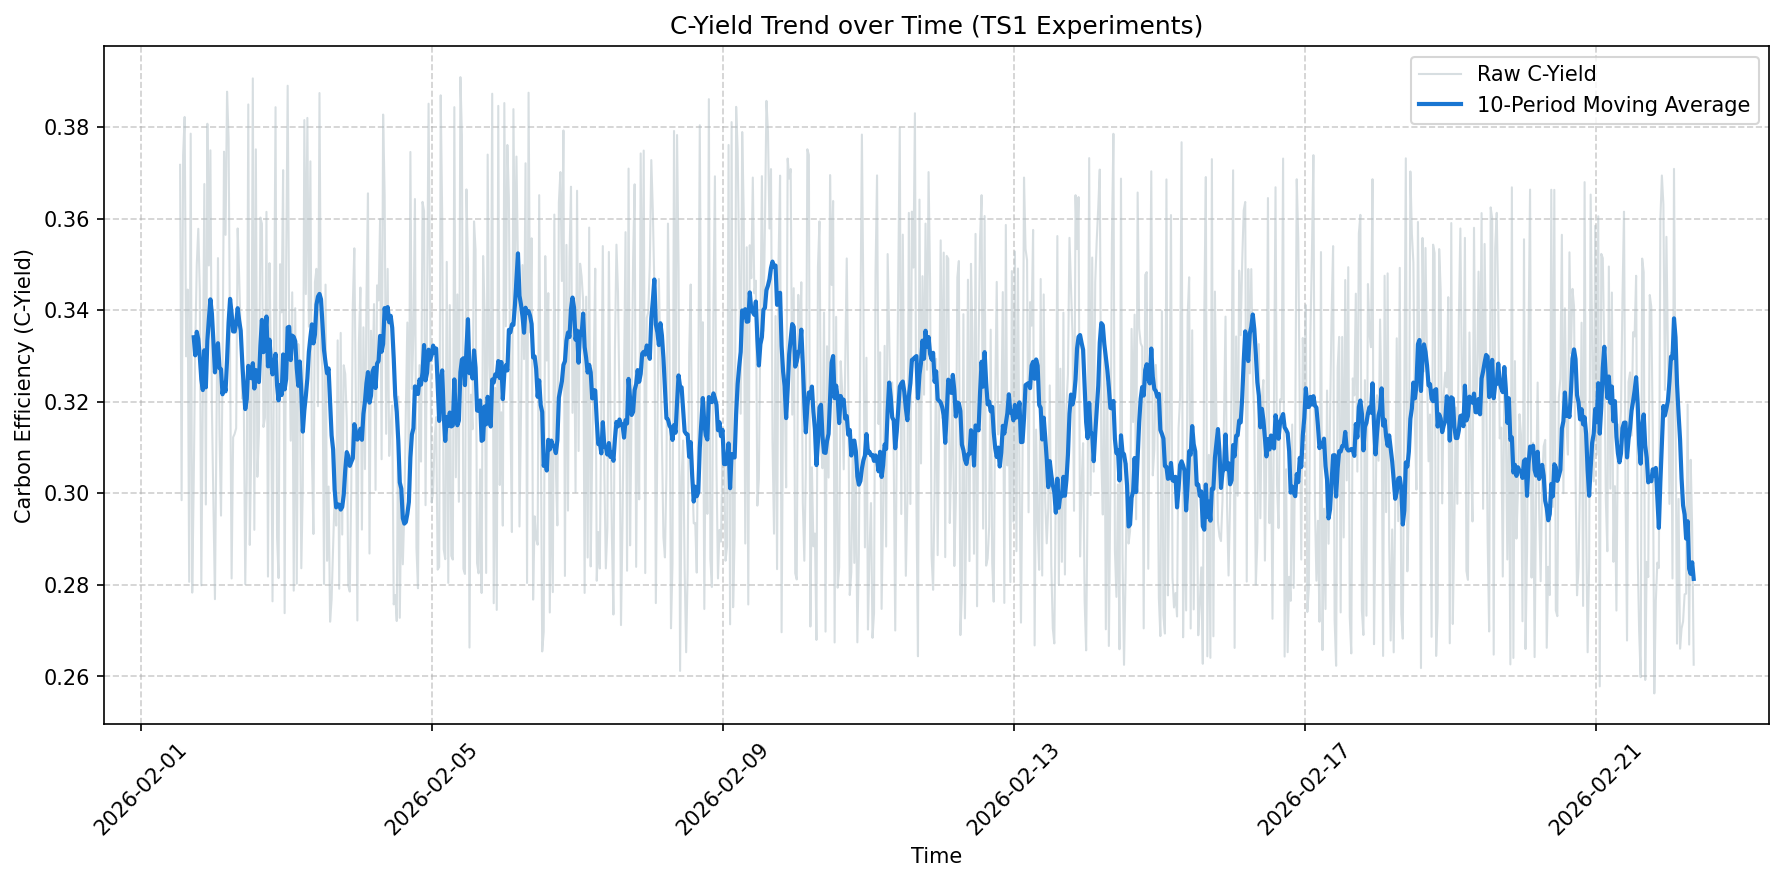 C-Yield Trend over Time (TS1 Experiments)
Raw C-Yield
10-Period Moving Average
Carbon Efficiency (C-Yield)
0.38
0.36
0.34
0.32
0.30
0.28
0.26
2026-02-01
2026-02-05
2026-02-09
2026-02-13
2026-02-17
2026-02-21
Time